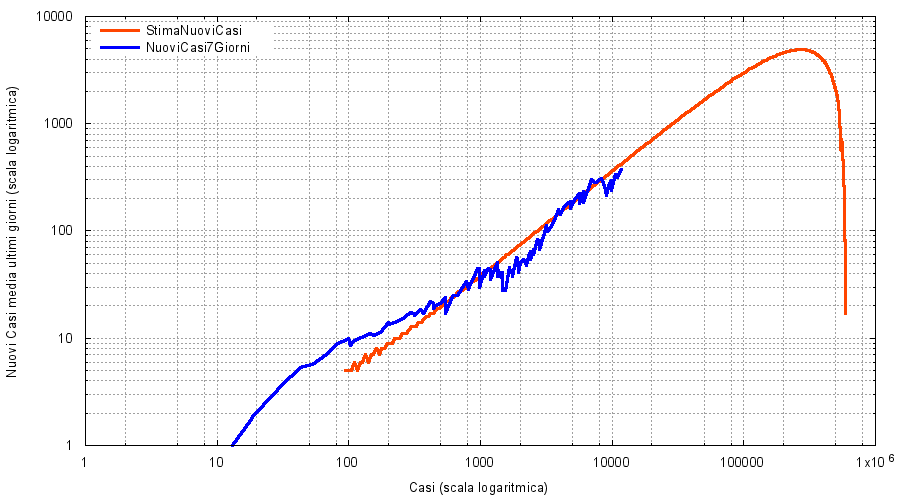 10000
1000
100
10
1
StimaNuoviCasi
NuoviCasi7Giorni
Nuovi Casi media ultimi giorni (scala logaritmica)
1 10 100 1000 10000 100000 1x10 6
Casi (scala logaritmica)